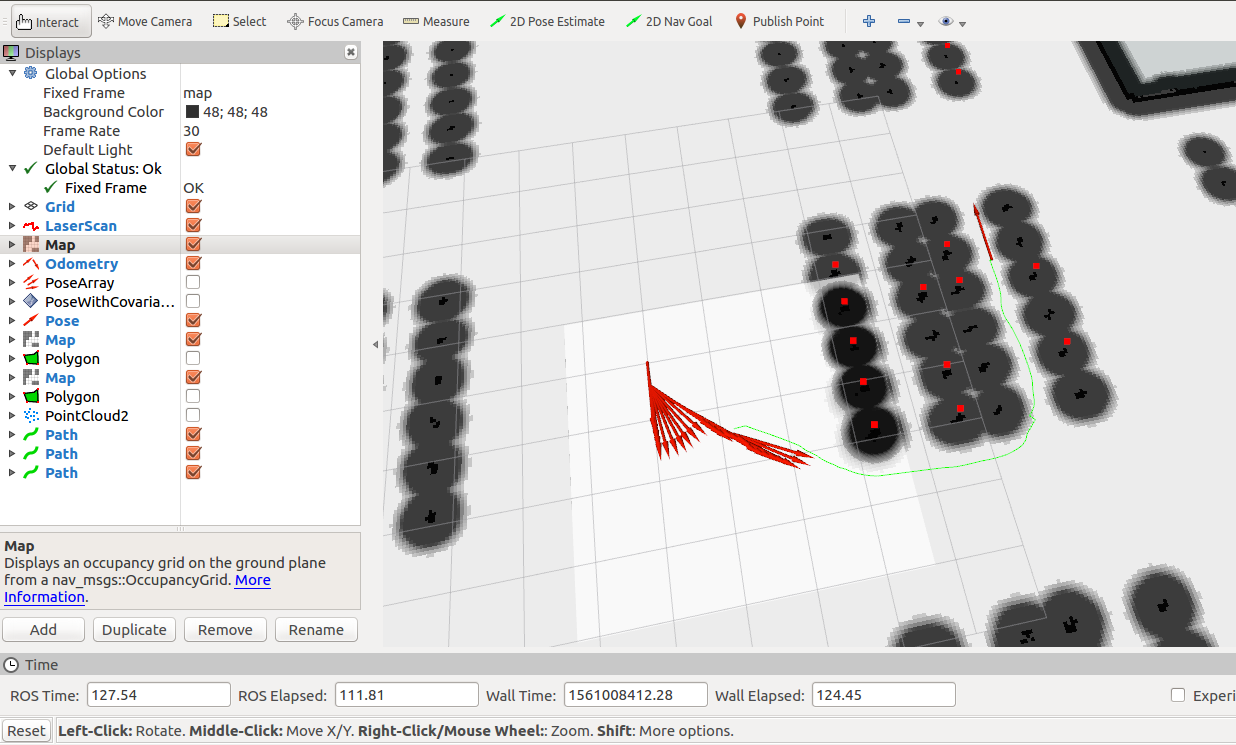 Interact Move Camera Select Focus Camera Measure 2D Pose Estimate 2D Nav Goal Publish Point
Displays
Global Options
Fixed Frame map
Background Color 48; 48; 48
Frame Rate 30
Default Light
Global Status: Ok
Fixed Frame OK
Grid
LaserScan
Map
Odometry
PoseArray
PoseWithCovaria...
Pose
Map
Polygon
Map
Polygon
PointCloud2
Path
Path
Path
Map
Displays an occupancy grid on the ground plane
from a nav_msgs::OccupancyGrid. More
Information.
Add Duplicate Remove Rename
Time
ROS Time: 127.54 ROS Elapsed: 111.81 Wall Time: 1561008412.28 Wall Elapsed: 124.45 Experi
Reset Left-Click: Rotate. Middle-Click: Move X/Y. Right-Click/Mouse Wheel:: Zoom. Shift: More options.